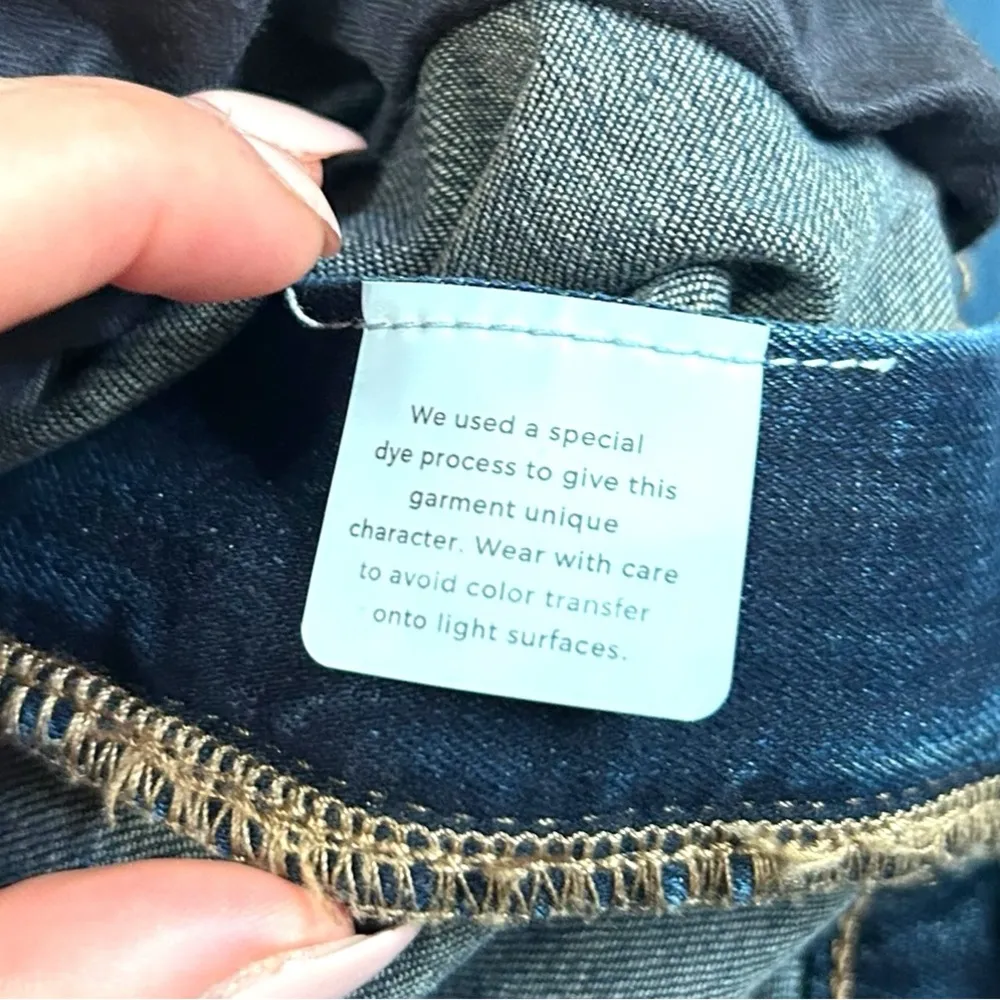 We used a special
dye process to give this
garment unique
character. Wear with care
to avoid color transfer
onto light surfaces.